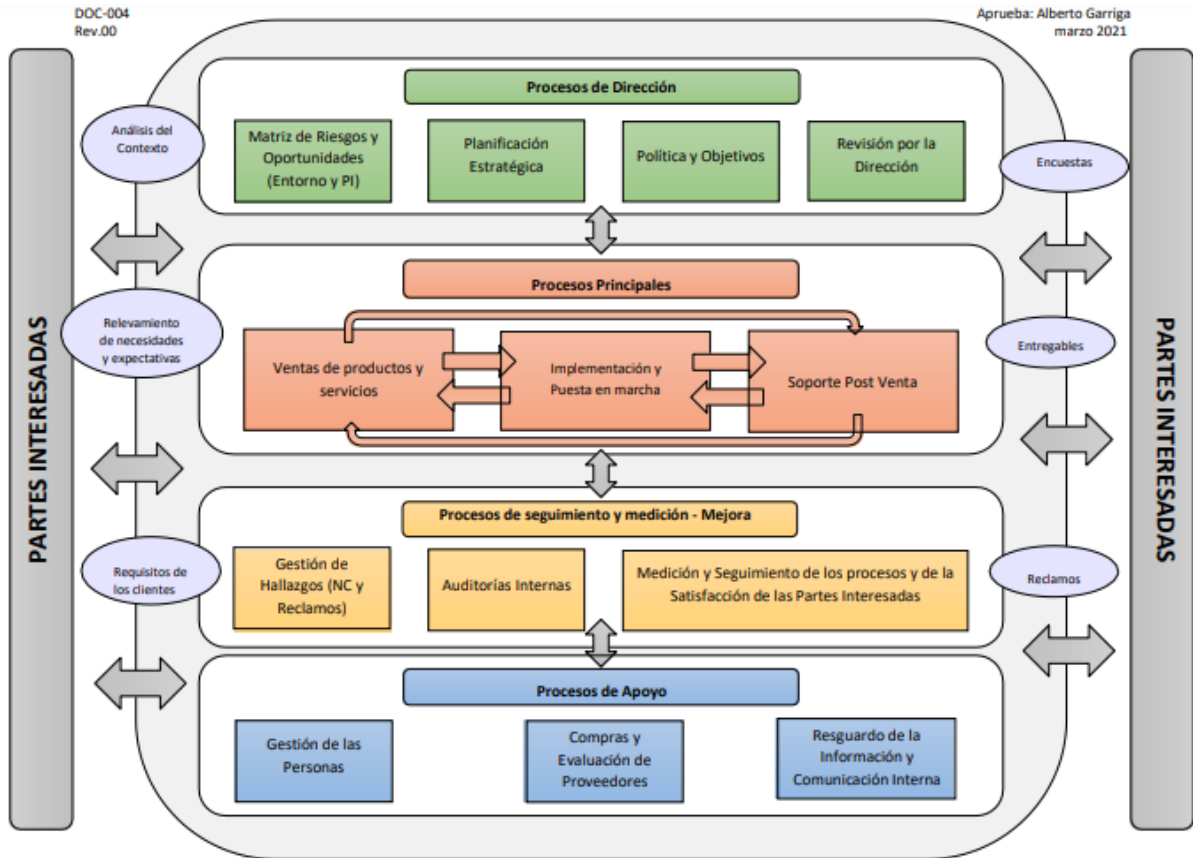 DOC-004
Rev.00
Aprueba: Alberto Garriga
marzo 2021
PARTES INTERESADAS
Procesos de Dirección
Análisis del
Contexto
Matriz de Riesgos y
Oportunidades
(Entorno y PI)
Planificación
Estratégica
Política y Objetivos
Revisión por la
Dirección
Encuestas
Procesos Principales
Relevamiento
de necesidades
y expectativas
Ventas de productos y
servicios
Implementación y
Puesta en marcha
Soporte Post Venta
Entregables
Procesos de seguimiento y medición - Mejora
Requisitos de
los clientes
Gestión de
Hallazgos (NC y
Reclamos)
Auditorías Internas
Medición y Seguimiento de los procesos y de la
Satisfacción de las Partes Interesadas
Reclamos
Procesos de Apoyo
Gestión de las
Personas
Compras y
Evaluación de
Proveedores
Resguardo de la
Información y
Comunicación Interna
PARTES INTERESADAS